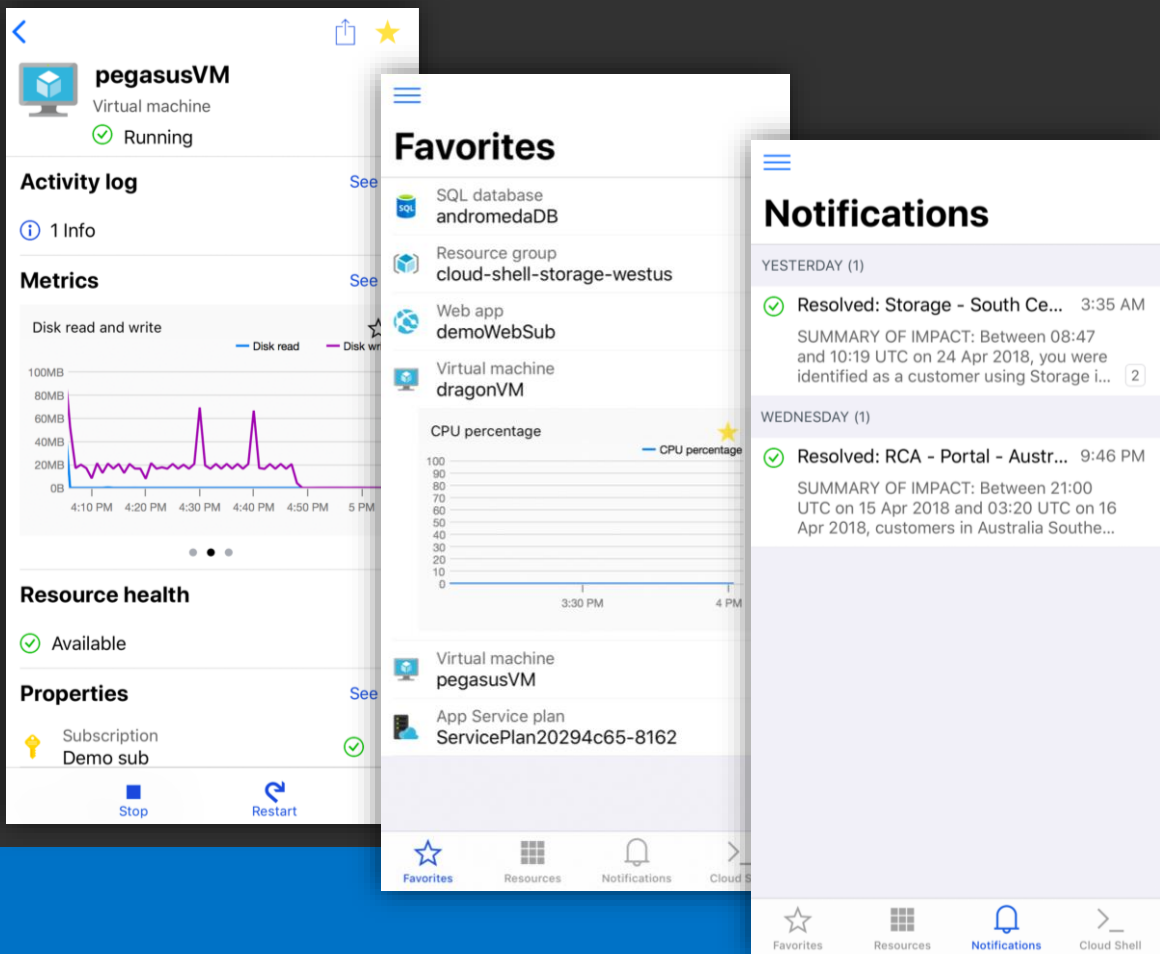 pegasusVM
Virtual machine
Running
Activity log
See
1 Info
Metrics
See
Disk read and write
Disk read
Disk wr
100MB
80MB
60MB
40MB
20MB
0B
4:10 PM 4:20 PM 4:30 PM 4:40 PM 4:50 PM 5 PM
Resource health
Available
Properties
See
Subscription
Demo sub
Stop
Restart
Favorites
SQL
SQL database
andromedaDB
Resource group
cloud-shell-storage-westus
Web app
demoWebSub
Virtual machine
dragonVM
CPU percentage
CPU percentage
100
90
80
70
60
50
40
30
20
10
0
3:30 PM 4 PM
Virtual machine
pegasusVM
App Service plan
ServicePlan20294c65-8162
Favorites Resources Notifications Cloud S
Notifications
YESTERDAY (1)
Resolved: Storage - South Ce... 3:35 AM
SUMMARY OF IMPACT: Between 08:47
and 10:19 UTC on 24 Apr 2018, you were
identified as a customer using Storage i... 2
WEDNESDAY (1)
Resolved: RCA - Portal - Austr... 9:46 PM
SUMMARY OF IMPACT: Between 21:00
UTC on 15 Apr 2018 and 03:20 UTC on 16
Apr 2018, customers in Australia Southe...
Favorites Resources Notifications Cloud Shell